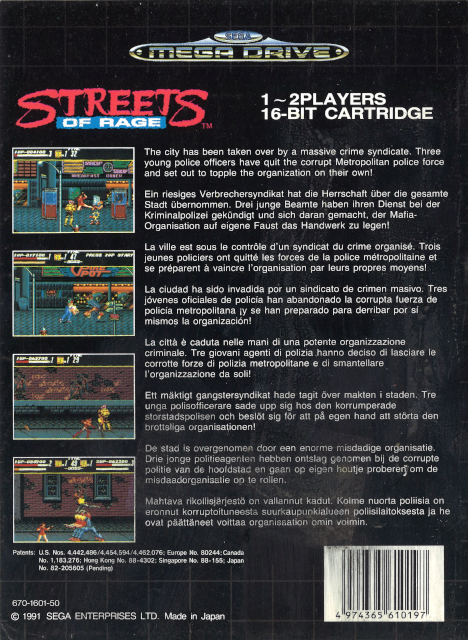 SEGA
MEGA DRIVE
STREETS
OF RAGE
TM
1~2PLAYERS
16-BIT CARTRIDGE
The city has been taken over by a massive crime syndicate. Three
young police officers have quit the corrupt Metropolitan police force
and set out to topple the organization on their own!
Ein riesiges Verbrechersyndikat hat die Herrschaft über die gesamte
Stadt übernommen. Drei junge Beamte haben ihren Dienst bei der
Kriminalpolizei gekündigt und sich daran gemacht, der Mafia-
Organisation auf eigene Faust das Handwerk zu legen!
La ville est sous le contrôle d'un syndicat du crime organisé. Trois
jeunes policiers ont quitté les forces de la police métropolitaine et
se préparent à vaincre l'organisation par leurs propres moyens!
La ciudad ha sido invadida por un sindicato de crimen masivo. Tres
jóvenes oficiales de policía han abandonado la corrupta fuerza de
policía metropolitana ¡y se han preparado para derribar por sí
mismos la organización!
La città è caduta nelle mani di una potente organizzazione
criminale. Tre giovani agenti di polizia hanno deciso di lasciare le
corrotte forze di polizia metropolitane e di smantellare
l'organizzazione da soli!
Ett mäktigt gangstersyndikat hade tagit över makten i staden. Tre
unga polisofficerare sade upp sig hos den korrumperade
storstadspolisen och beslöt sig för att på egen hand att störta den
brottsliga organisationen!
De stad is overgenomen door een enorme misdadige organisatie.
Drie jonge politieagenten hebben ontslag genomen bij de corrupte
politie van de hoofdstad en gaan op eigen houtje proberen om de
misdaadorganisatie op te rollen.
Mahtava rikollisjärjestö on vallannut kadut. Kolme nuorta poliisia on
eronnut korruptoituneesta suurkaupunkialueen poliisilaitoksesta ja he
ovat päättäneet voittaa organisaation omin voimin.
Patents: U.S. Nos. 4,442,486/4,454,594/4,462,076; Europe No. 80244; Canada
No. 1,183,276; Hong Kong No. 88-4302; Singapore No. 88-155; Japan
No. 82-205605 (Pending)
670-1601-50
© 1991 SEGA ENTERPRISES LTD. Made in Japan
4 974365 610197